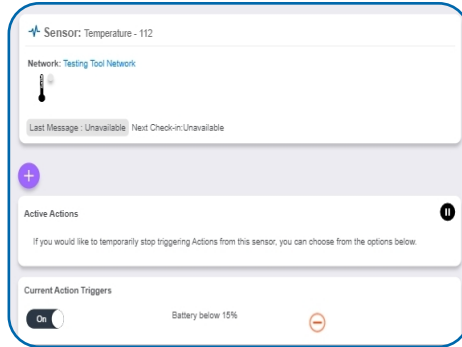 Sensor: Temperature - 112
Network: Testing Tool Network
Last Message : Unavailable Next Check-in:Unavailable
Active Actions
If you would like to temporarily stop triggering Actions from this sensor, you can choose from the options below.
Current Action Triggers
On Battery below 15%